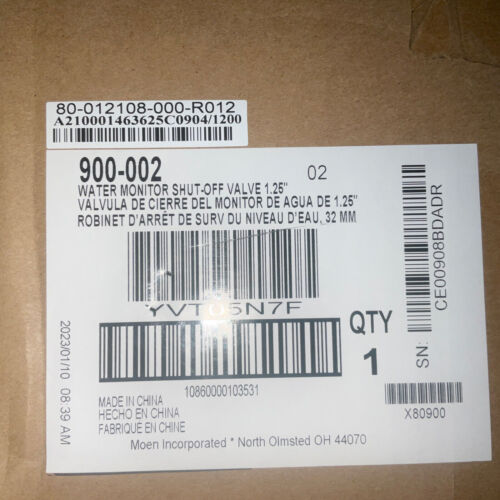 80-012108-000-R012
A210001463625C0904/1200
900-002
02
WATER MONITOR SHUT-OFF VALVE 1.25"
VALVULA DE CIERRE DEL MONITOR DE AGUA DE 1.25"
ROBINET D'ARRÊT DE SURV DU NIVEAU D'EAU, 32 MM
YVT05N7F
QTY
1
SN: CE00908BDADR
2023/01/10 08:39 AM
10860000103531
MADE IN CHINA
HECHO EN CHINA
FABRIQUÉ EN CHINE
X80900
Moen Incorporated * North Olmsted OH 44070